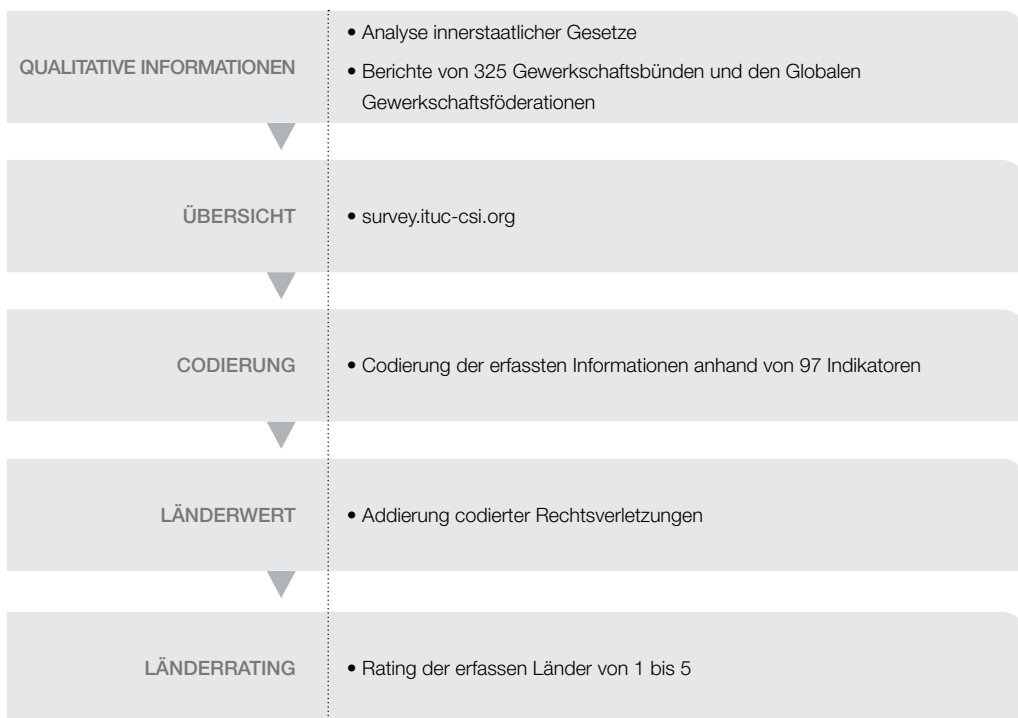 QUALITATIVE INFORMATIONEN
• Analyse innerstaatlicher Gesetze
• Berichte von 325 Gewerkschaftsbünden und den Globalen
Gewerkschaftsföderationen
ÜBERSICHT
• survey.ituc-csi.org
CODIERUNG
• Codierung der erfassten Informationen anhand von 97 Indikatoren
LÄNDERWERT
• Addierung codierter Rechtsverletzungen
LÄNDERRATING
• Rating der erfassen Länder von 1 bis 5